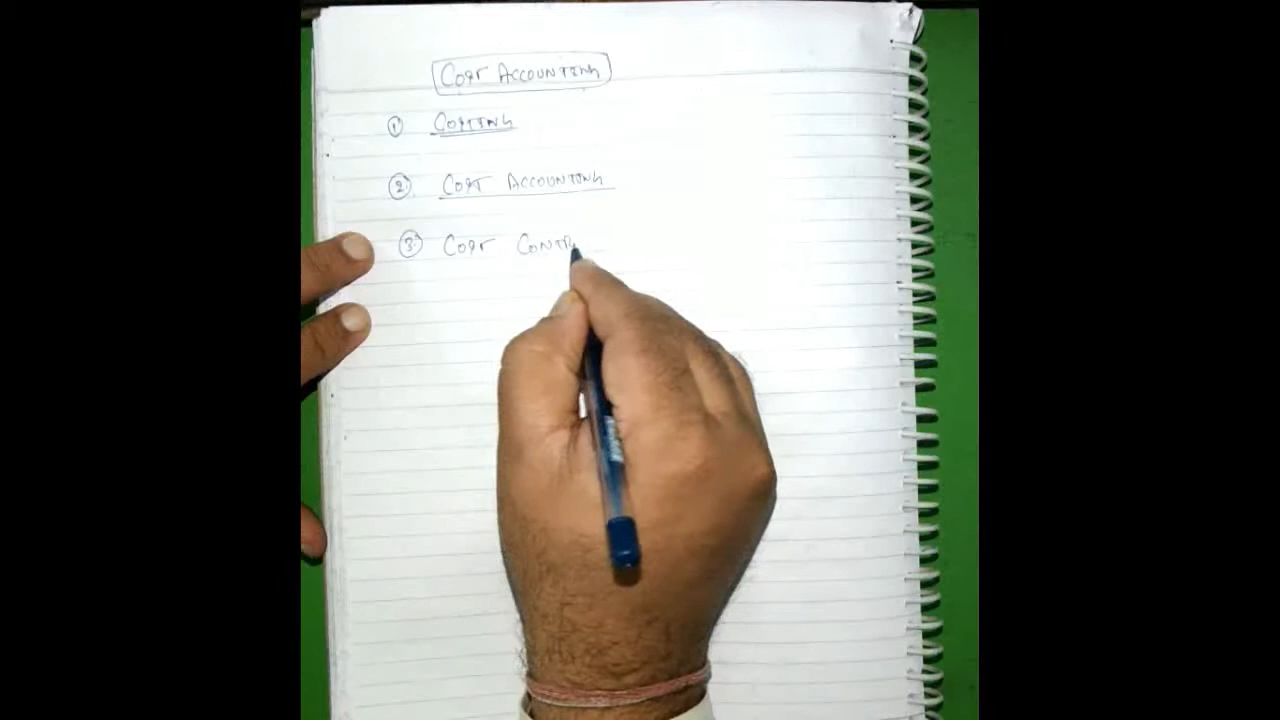 COST ACCOUNTING
① COSTING
② COST ACCOUNTING
③ COST CONTR